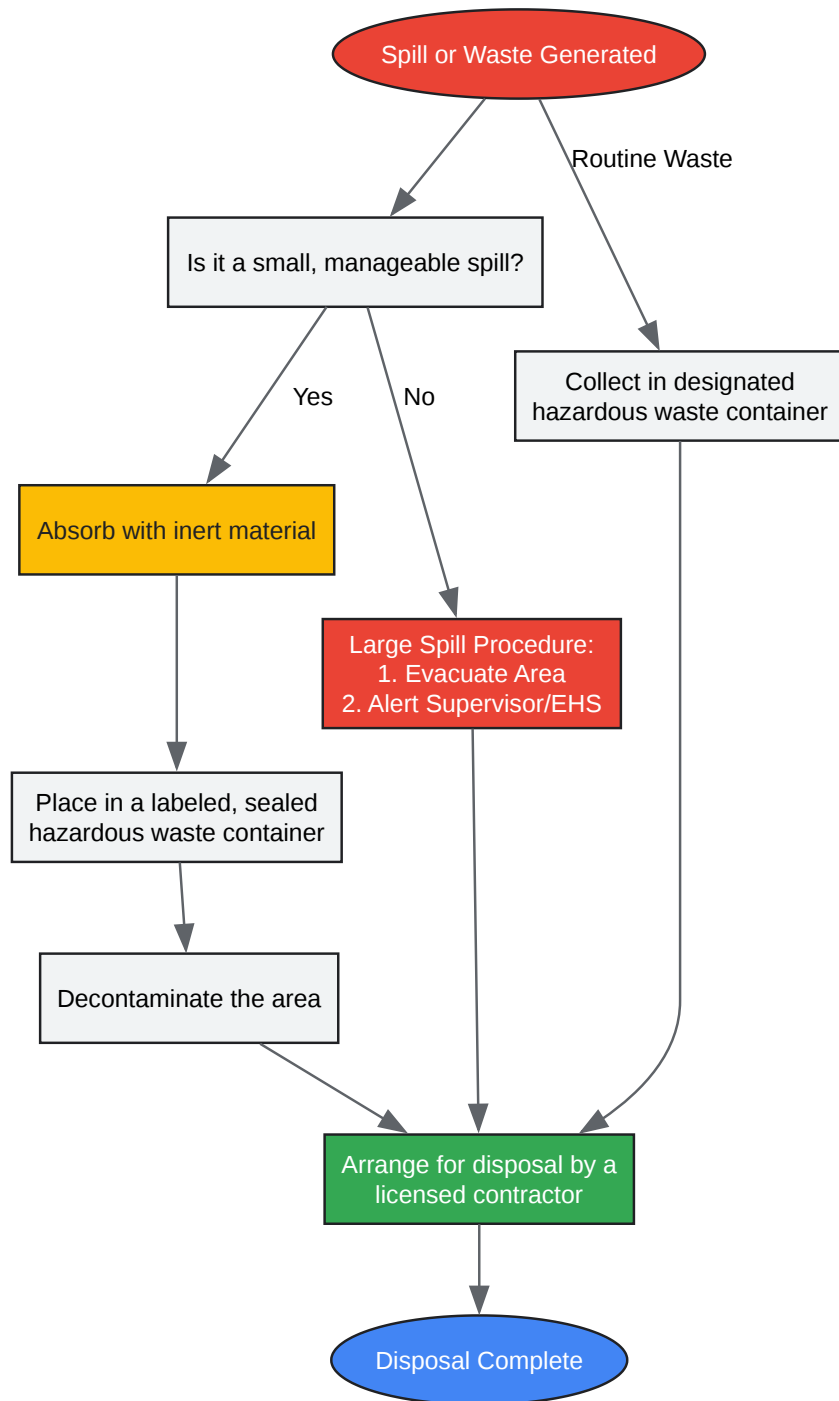 Spill or Waste Generated
Routine Waste
Is it a small, manageable spill?
Collect in designated
hazardous waste container
Yes
No
Absorb with inert material
Large Spill Procedure:
1. Evacuate Area
2. Alert Supervisor/EHS
Place in a labeled, sealed
hazardous waste container
Decontaminate the area
Arrange for disposal by a
licensed contractor
Disposal Complete